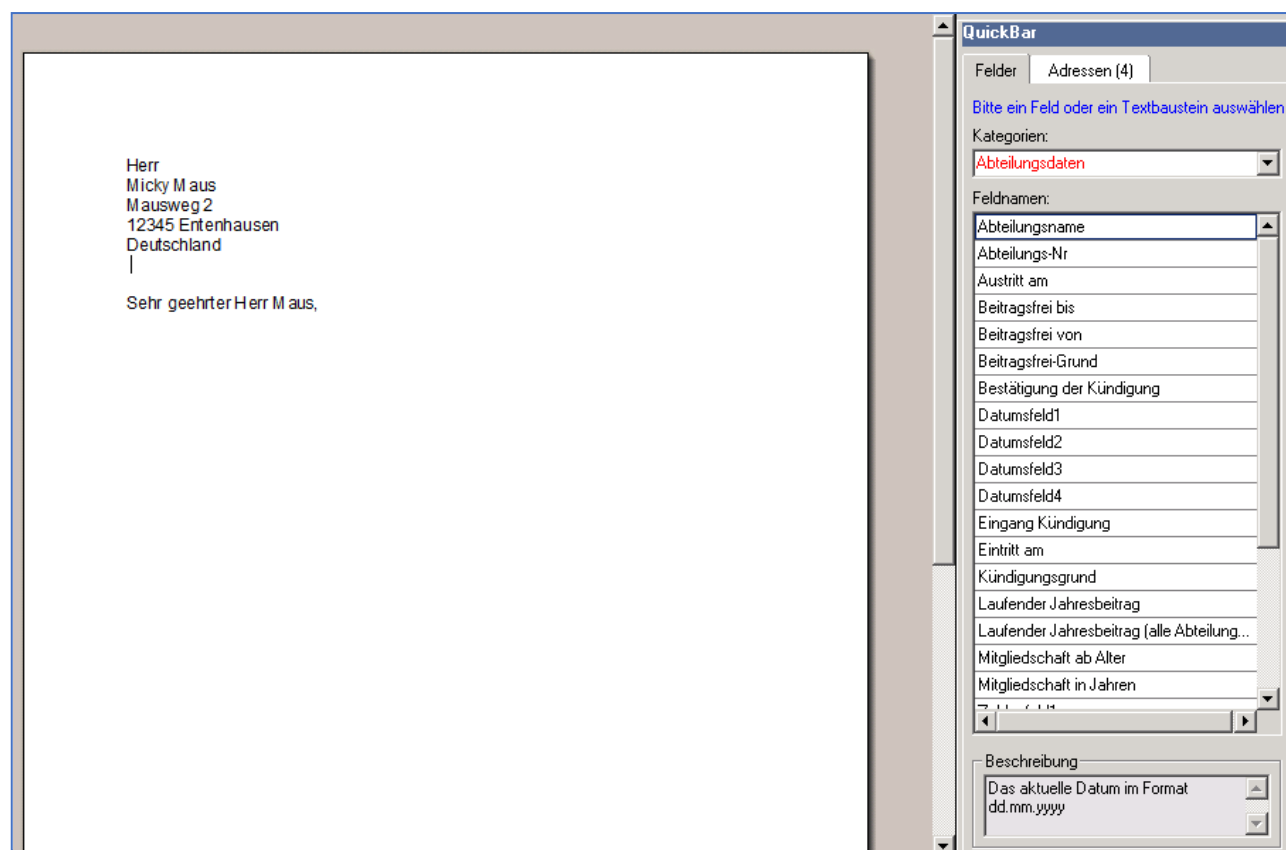 Herr
Micky Maus
Mausweg 2
12345 Entenhausen
Deutschland
Sehr geehrter Herr Maus,
QuickBar
Felder
Adressen (4)
Bitte ein Feld oder ein Textbaustein auswählen
Kategorien:
Abteilungsdaten
Feldnamen:
Abteilungsname
Abteilungs-Nr
Austritt am
Beitragsfrei bis
Beitragsfrei von
Beitragsfrei-Grund
Bestätigung der Kündigung
Datumsfeld1
Datumsfeld2
Datumsfeld3
Datumsfeld4
Eingang Kündigung
Eintritt am
Kündigungsgrund
Laufender Jahresbeitrag
Laufender Jahresbeitrag (alle Abteilung...
Mitgliedschaft ab Alter
Mitgliedschaft in Jahren
Beschreibung
Das aktuelle Datum im Format
dd.mm.yyyy